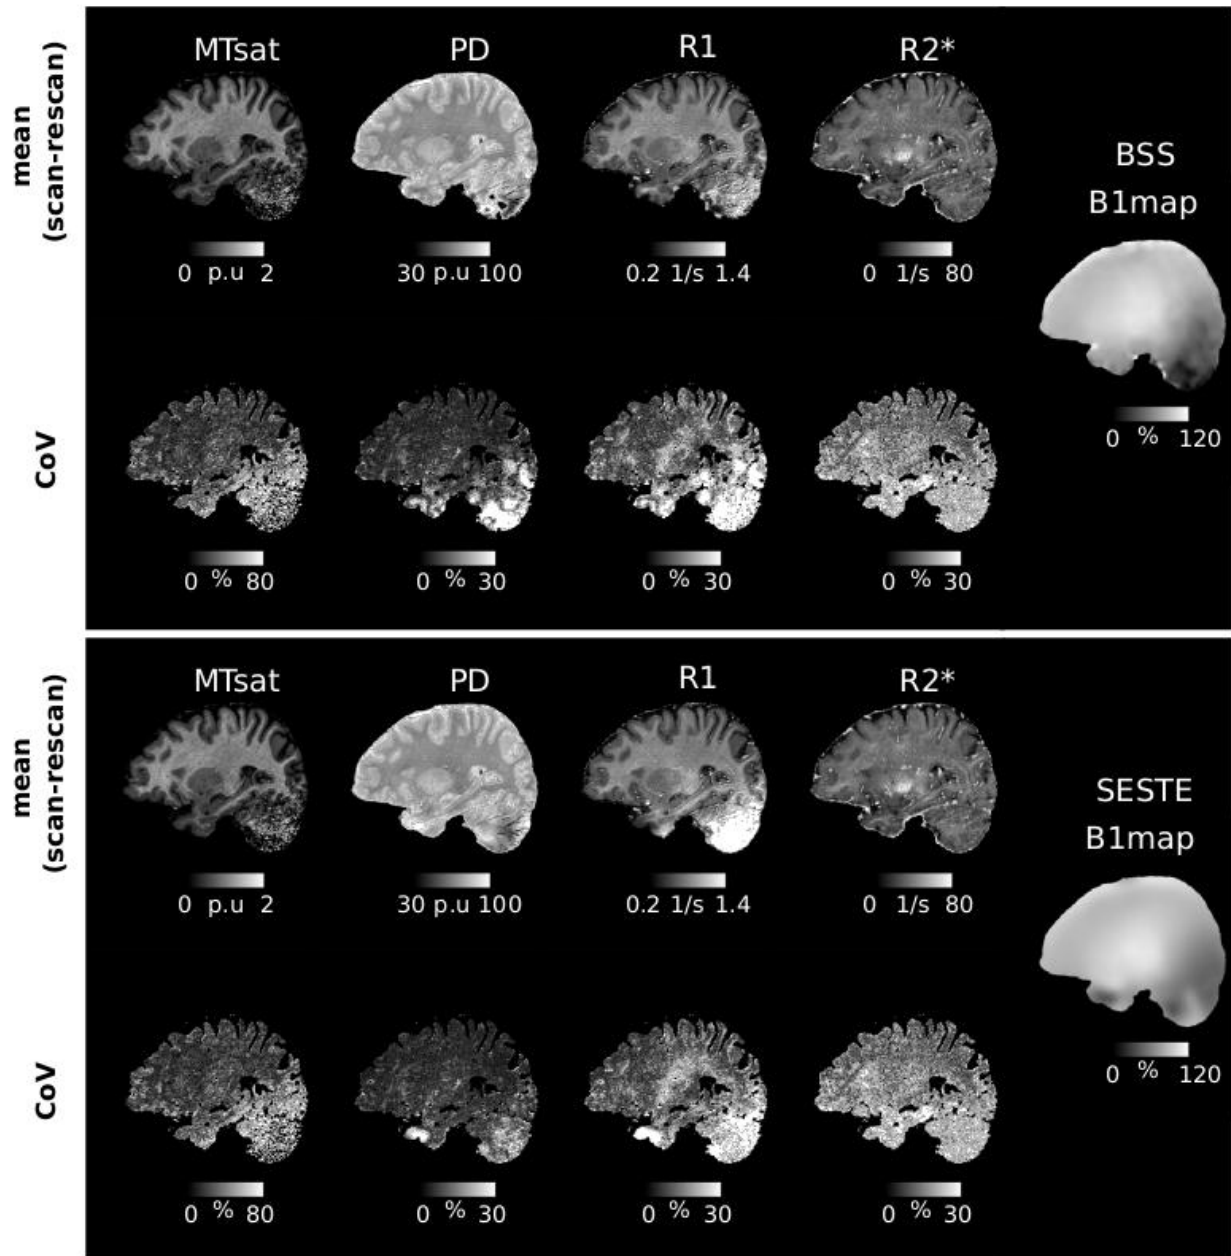 MTsat PD R1 R2*
mean
(scan-rescan)
BSS
B1map
0 p.u 2 30 p.u 100 0.2 1/s 1.4 0 1/s 80
0 % 120
CoV
0 % 80 0 % 30 0 % 30 0 % 30
MTsat PD R1 R2*
mean
(scan-rescan)
SESTE
B1map
0 p.u 2 30 p.u 100 0.2 1/s 1.4 0 1/s 80
0 % 120
CoV
0 % 80 0 % 30 0 % 30 0 % 30